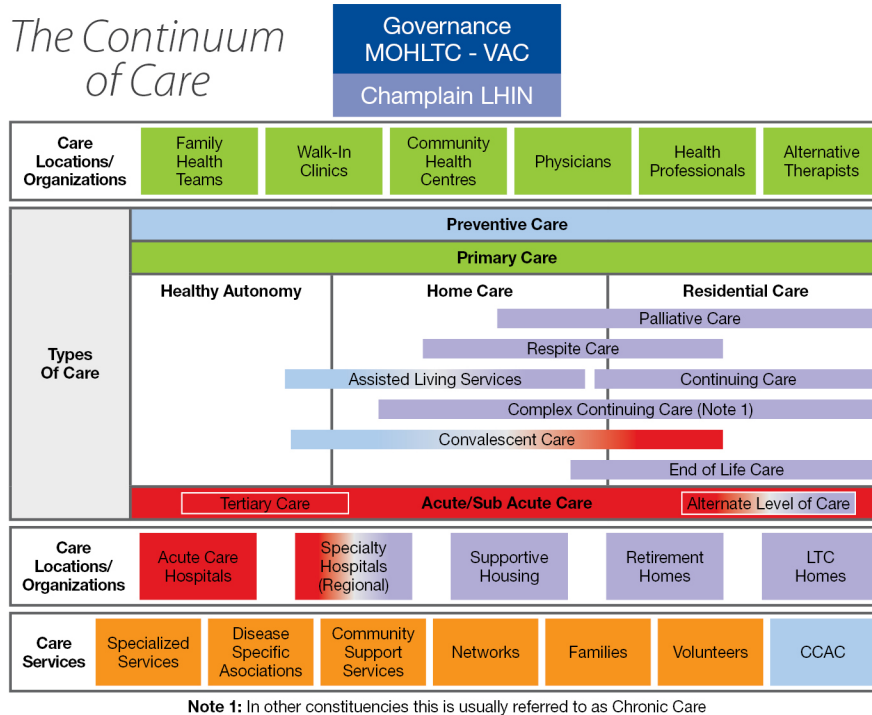 The Continuum
of Care
Governance
MOHLTC - VAC
Champlain LHIN
Care
Locations/
Organizations
Family
Health
Teams
Walk-In
Clinics
Community
Health
Centres
Physicians
Health
Professionals
Alternative
Therapists
Types
Of Care
Preventive Care
Primary Care
Healthy Autonomy
Home Care
Residential Care
Palliative Care
Respite Care
Assisted Living Services
Continuing Care
Complex Continuing Care (Note 1)
Convalescent Care
End of Life Care
Tertiary Care
Acute/Sub Acute Care
Alternate Level of Care
Care
Locations/
Organizations
Acute Care
Hospitals
Specialty
Hospitals
(Regional)
Supportive
Housing
Retirement
Homes
LTC
Homes
Care
Services
Specialized
Services
Disease
Specific
Asociations
Community
Support
Services
Networks
Families
Volunteers
CCAC
Note 1: In other constituencies this is usually referred to as Chronic Care